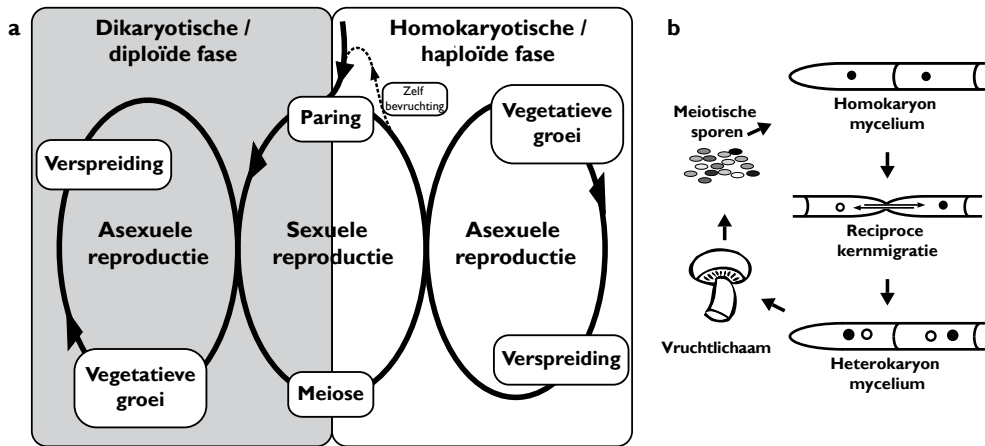 a
Dikaryotische /
diploïde fase
Homokaryotische /
haploïde fase
Zelf
bevruchting
Paring
Vegetatieve
groei
Verspreiding
Asexuele
reproductie
Sexuele
reproductie
Asexuele
reproductie
Vegetatieve
groei
Meiose
Verspreiding
b
Homokaryon
mycelium
Meiotische
sporen
Reciproce
kernmigratie
Vruchtlichaam
Heterokaryon
mycelium